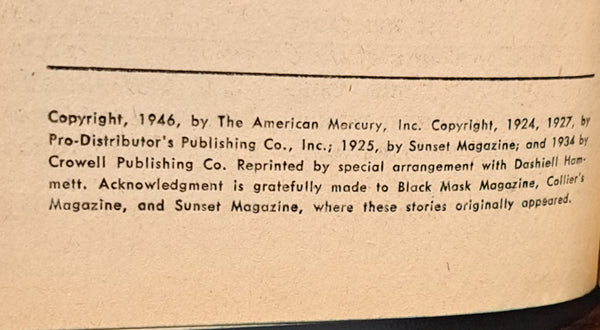 Copyright, 1946, by The American Mercury, Inc. Copyright, 1924, 1927, by
Pro-Distributor's Publishing Co., Inc.; 1925, by Sunset Magazine; and 1934 by
Crowell Publishing Co. Reprinted by special arrangement with Dashiell Ham-
mett. Acknowledgment is gratefully made to Black Mask Magazine, Collier's
Magazine, and Sunset Magazine, where these stories originally appeared.